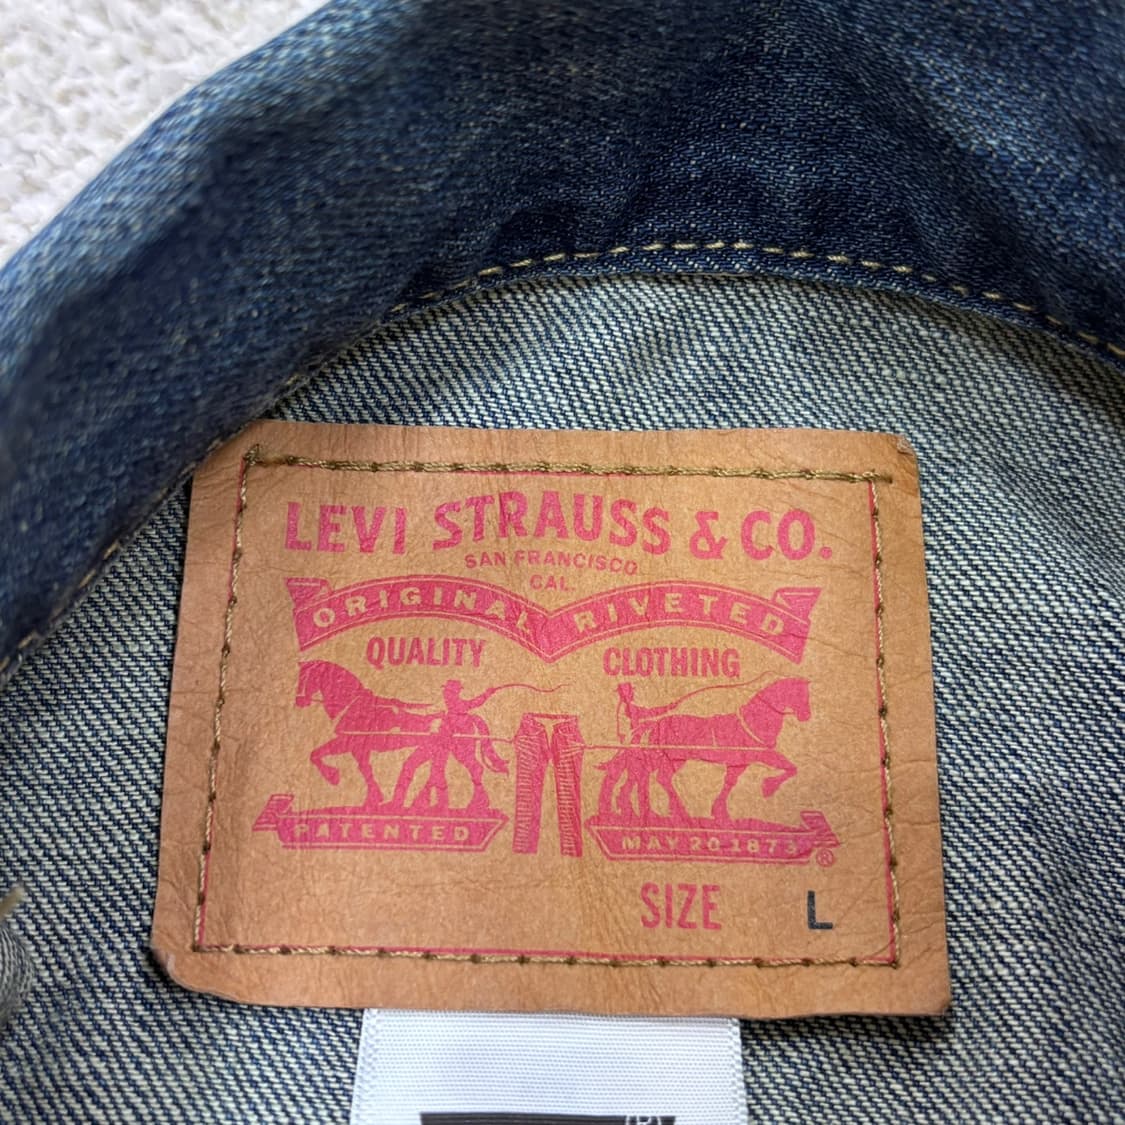 LEVI STRAUSS & CO.
SAN FRANCISCO
CAL.
ORIGINAL RIVETED
QUALITY CLOTHING
PATENTED MAY 20 1873 ®
SIZE L
®